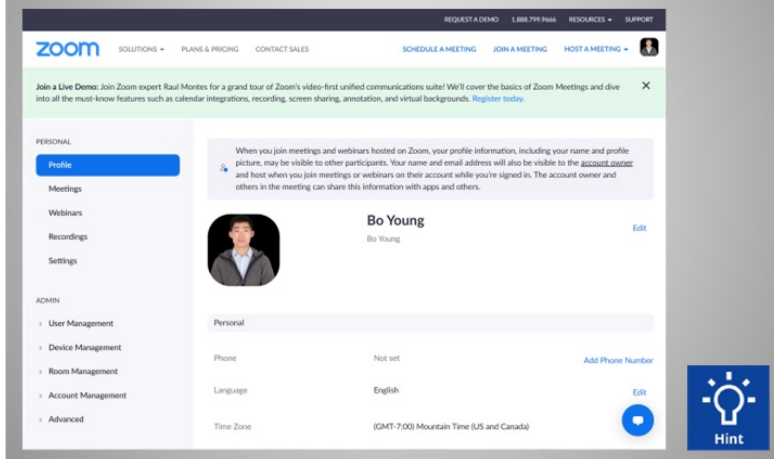 REQUEST A DEMO 1.888.799.9666 RESOURCES SUPPORT
zoom SOLUTIONS PLANS & PRICING CONTACT SALES SCHEDULE A MEETING JOIN A MEETING HOST A MEETING
Join a Live Demo: Join Zoom expert Raul Montes for a grand tour of Zoom's video-first unified communications suite! We'll cover the basics of Zoom Meetings and dive
into all the must-know features such as calendar integrations, recording, screen sharing, annotation, and virtual backgrounds. Register today.
PERSONAL
Profile
Meetings
Webinars
Recordings
Settings
ADMIN
User Management
Device Management
Room Management
Account Management
Advanced
When you join meetings and webinars hosted on Zoom, your profile information, including your name and profile
picture, may be visible to other participants. Your name and email address will also be visible to the account owner
and host when you join meetings or webinars on their account while you're signed in. The account owner and
others in the meeting can share this information with apps and others.
Bo Young
Edit
Bo Young
Personal
Phone Not set Add Phone Number
Language English Edit
Time Zone (GMT-7:00) Mountain Time (US and Canada)
Hint